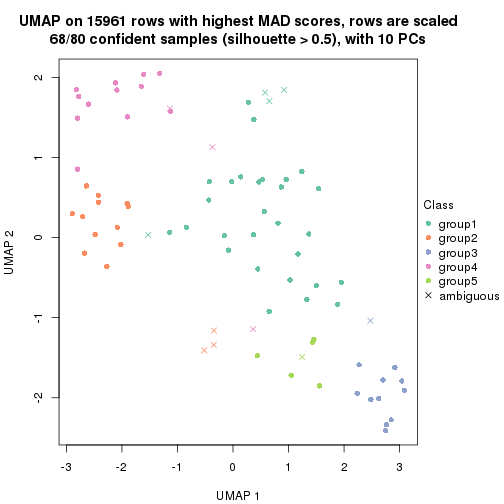 UMAP on 15961 rows with highest MAD scores, rows are scaled
68/80 confident samples (silhouette > 0.5), with 10 PCs
UMAP 2
2
1
0
-1
-2
-3
-2
-1
0
1
2
3
UMAP 1
Class
group1
group2
group3
group4
group5
ambiguous